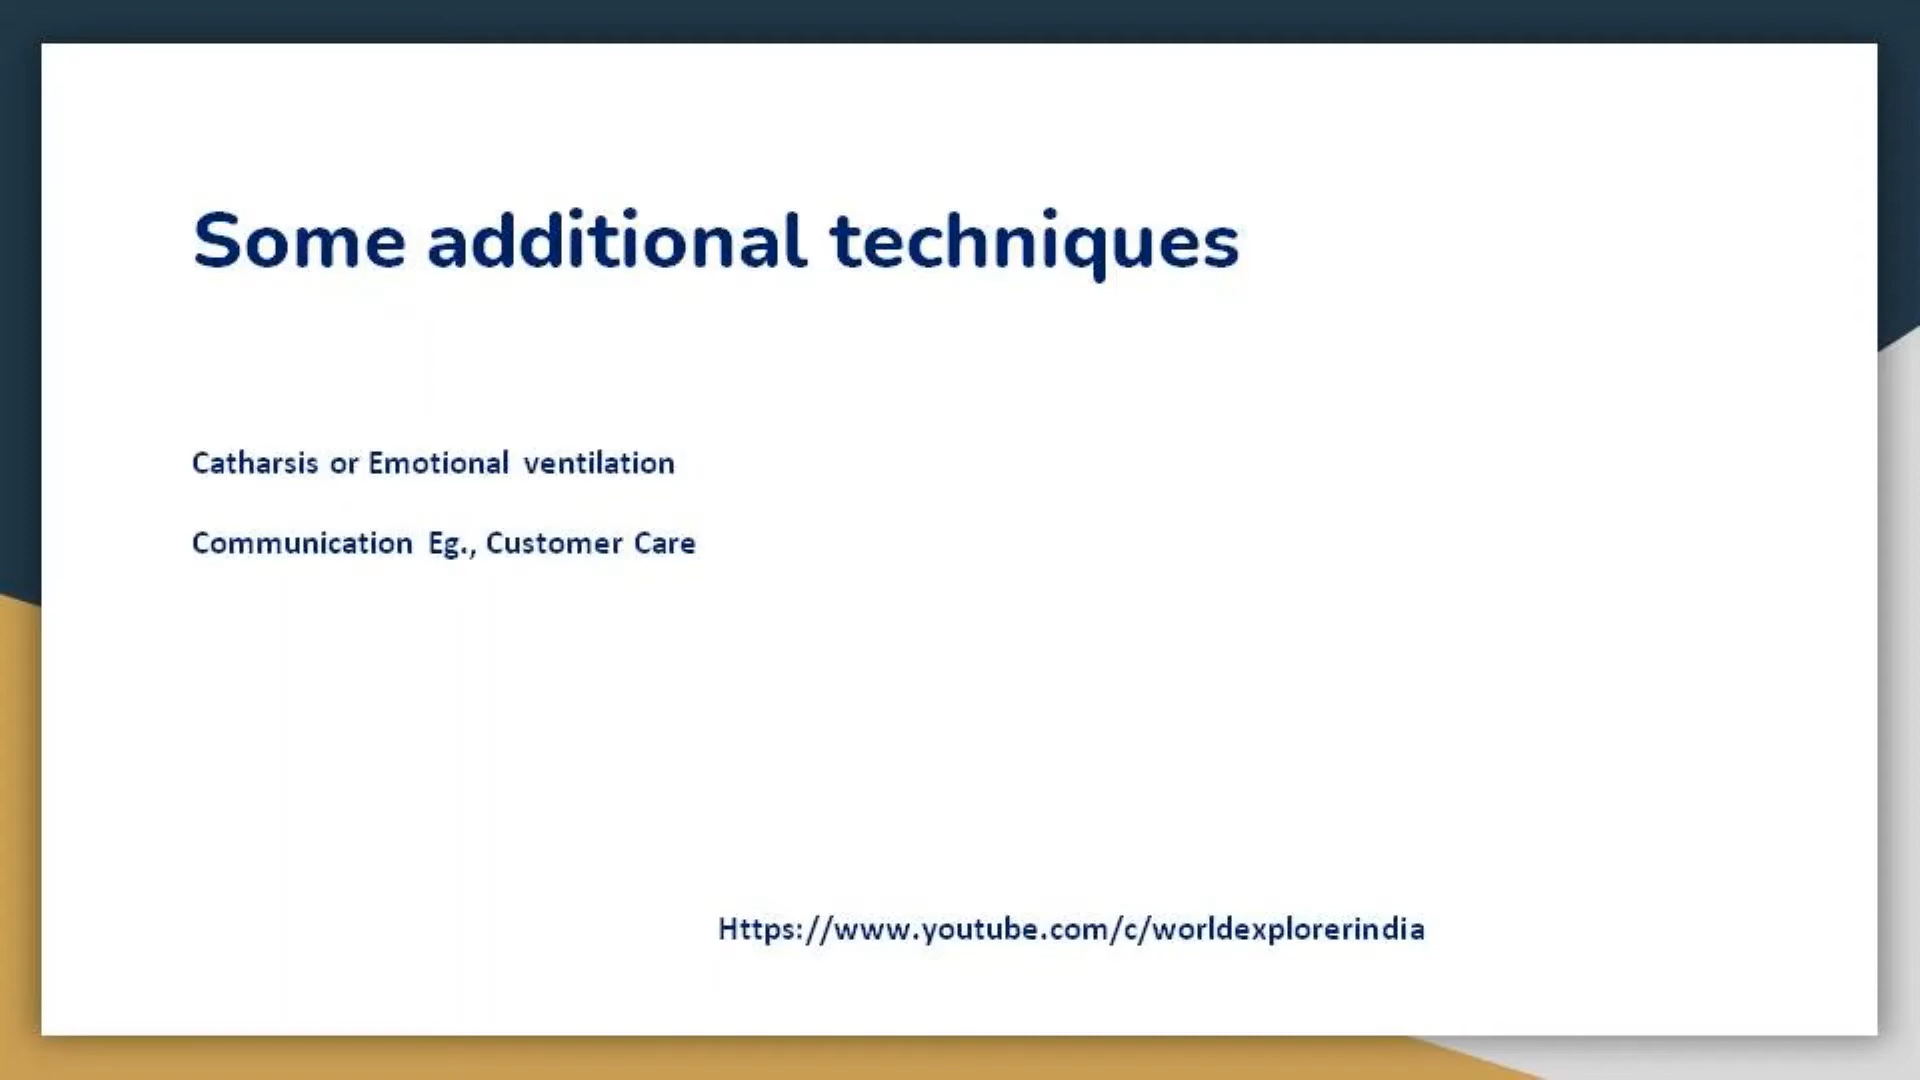 Some additional techniques
Catharsis or Emotional ventilation
Communication Eg., Customer Care
Https://www.youtube.com/c/worldexplorerindia